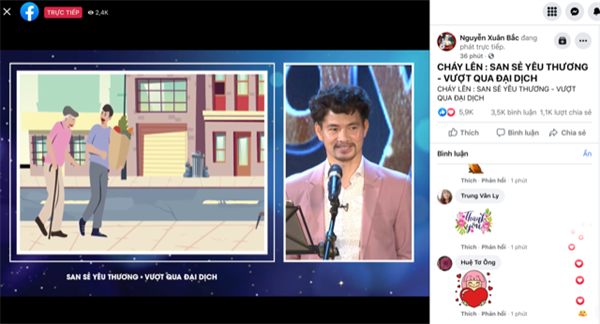 TRỰC TIẾP
2,4K
SAN SẺ YÊU THƯƠNG - VƯỢT QUA ĐẠI DỊCH
Nguyễn Xuân Bắc đang
phát trực tiếp.
36 phút
CHÁY LÊN : SAN SẺ YÊU THƯƠNG
- VƯỢT QUA ĐẠI DỊCH
CHÁY LÊN : SAN SẺ YÊU THƯƠNG - VƯỢT
QUA ĐẠI DỊCH
5,9K
3,5K bình luận
1,1K lượt chia sẻ
Thích
Bình luận
Chia sẻ
Bình luận
Ẩn
Thích · Phản hồi · 1 phút
Trung Văn Ly
Thank you
Thích · Phản hồi · 1 phút
Huệ Tơ Ông
Thích · Phản hồi · 1 phút